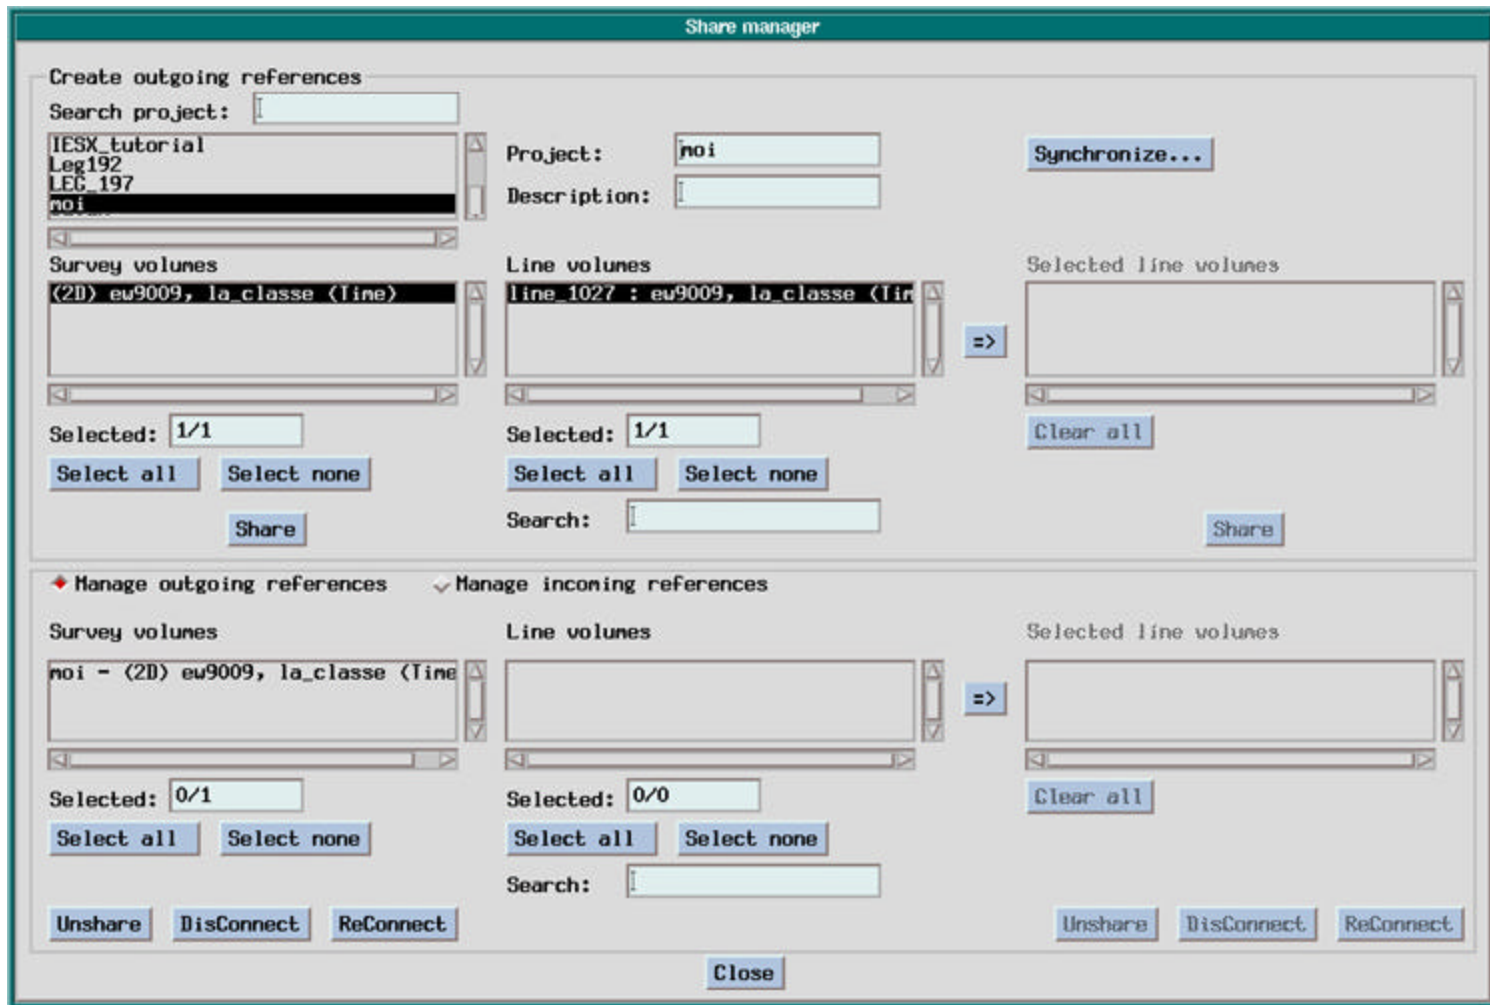 Share manager
Create outgoing references
Search project:
IESX_tutorial
Leg192
LEG_197
moi
Project: moi
Description:
Synchronize...
Survey volumes
(2D) ew9009, la_classe (Time)
Selected: 1/1
Select all Select none
Share
Line volumes
line_1027 : ew9009, la_classe (Tim
=>
Selected: 1/1
Select all Select none
Search:
Selected line volumes
Clear all
Share
Manage outgoing references Manage incoming references
Survey volumes
moi - (2D) ew9009, la_classe (Time
Selected: 0/1
Select all Select none
Unshare DisConnect ReConnect
Line volumes
=>
Selected: 0/0
Select all Select none
Search:
Selected line volumes
Clear all
Unshare DisConnect ReConnect
Close